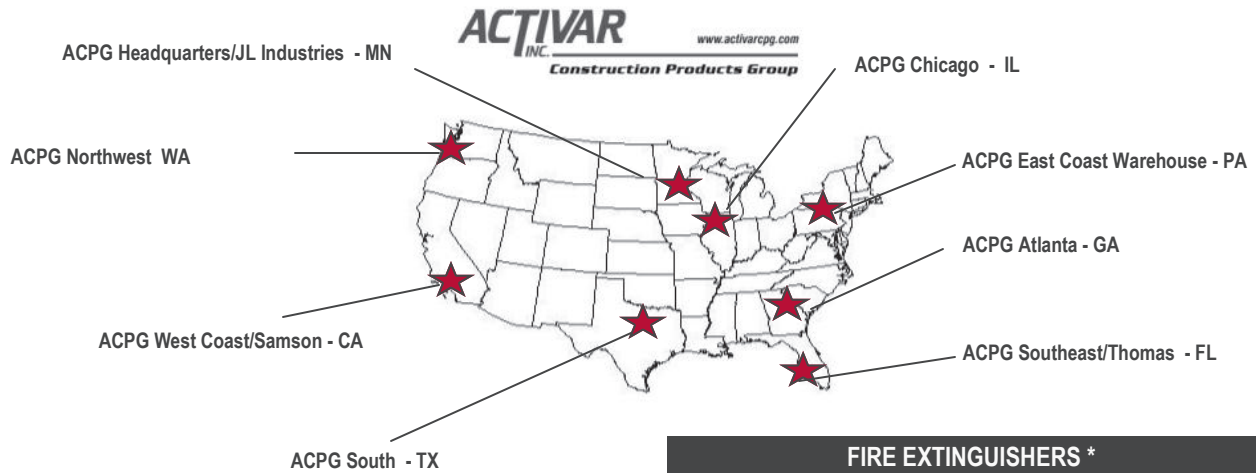 ACTIVAR
INC.
www.activarcpg.com
Construction Products Group
ACPG Headquarters/JL Industries - MN
ACPG Chicago - IL
ACPG Northwest WA
ACPG East Coast Warehouse - PA
ACPG Atlanta - GA
ACPG West Coast/Samson - CA
ACPG Southeast/Thomas - FL
ACPG South - TX
FIRE EXTINGUISHERS *